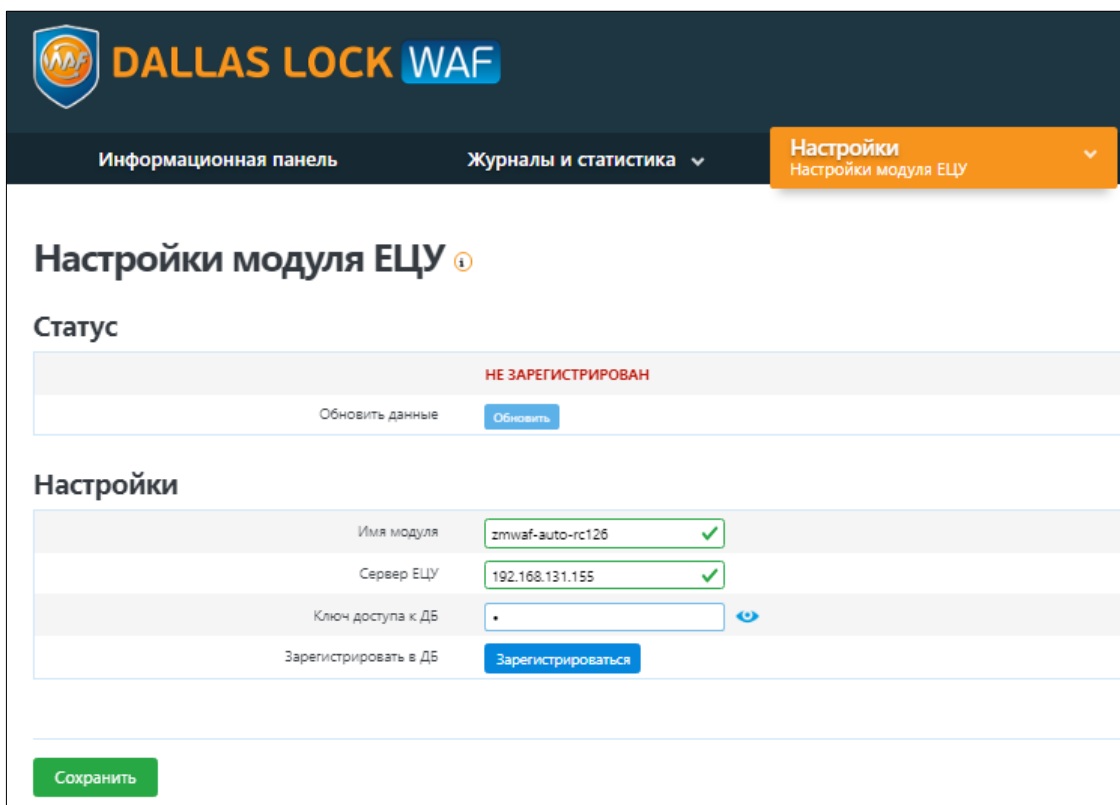 WAF DALLAS LOCK WAF
Информационная панель
Журналы и статистика
Настройки
Настройки модуля ЕЦУ
Настройки модуля ЕЦУ i
Статус
НЕ ЗАРЕГИСТРИРОВАН
Обновить данные Обновить
Настройки
Имя модуля zmwaf-auto-rc126
Сервер ЕЦУ 192.168.131.155
Ключ доступа к ДБ •
Зарегистрировать в ДБ Зарегистрироваться
Сохранить